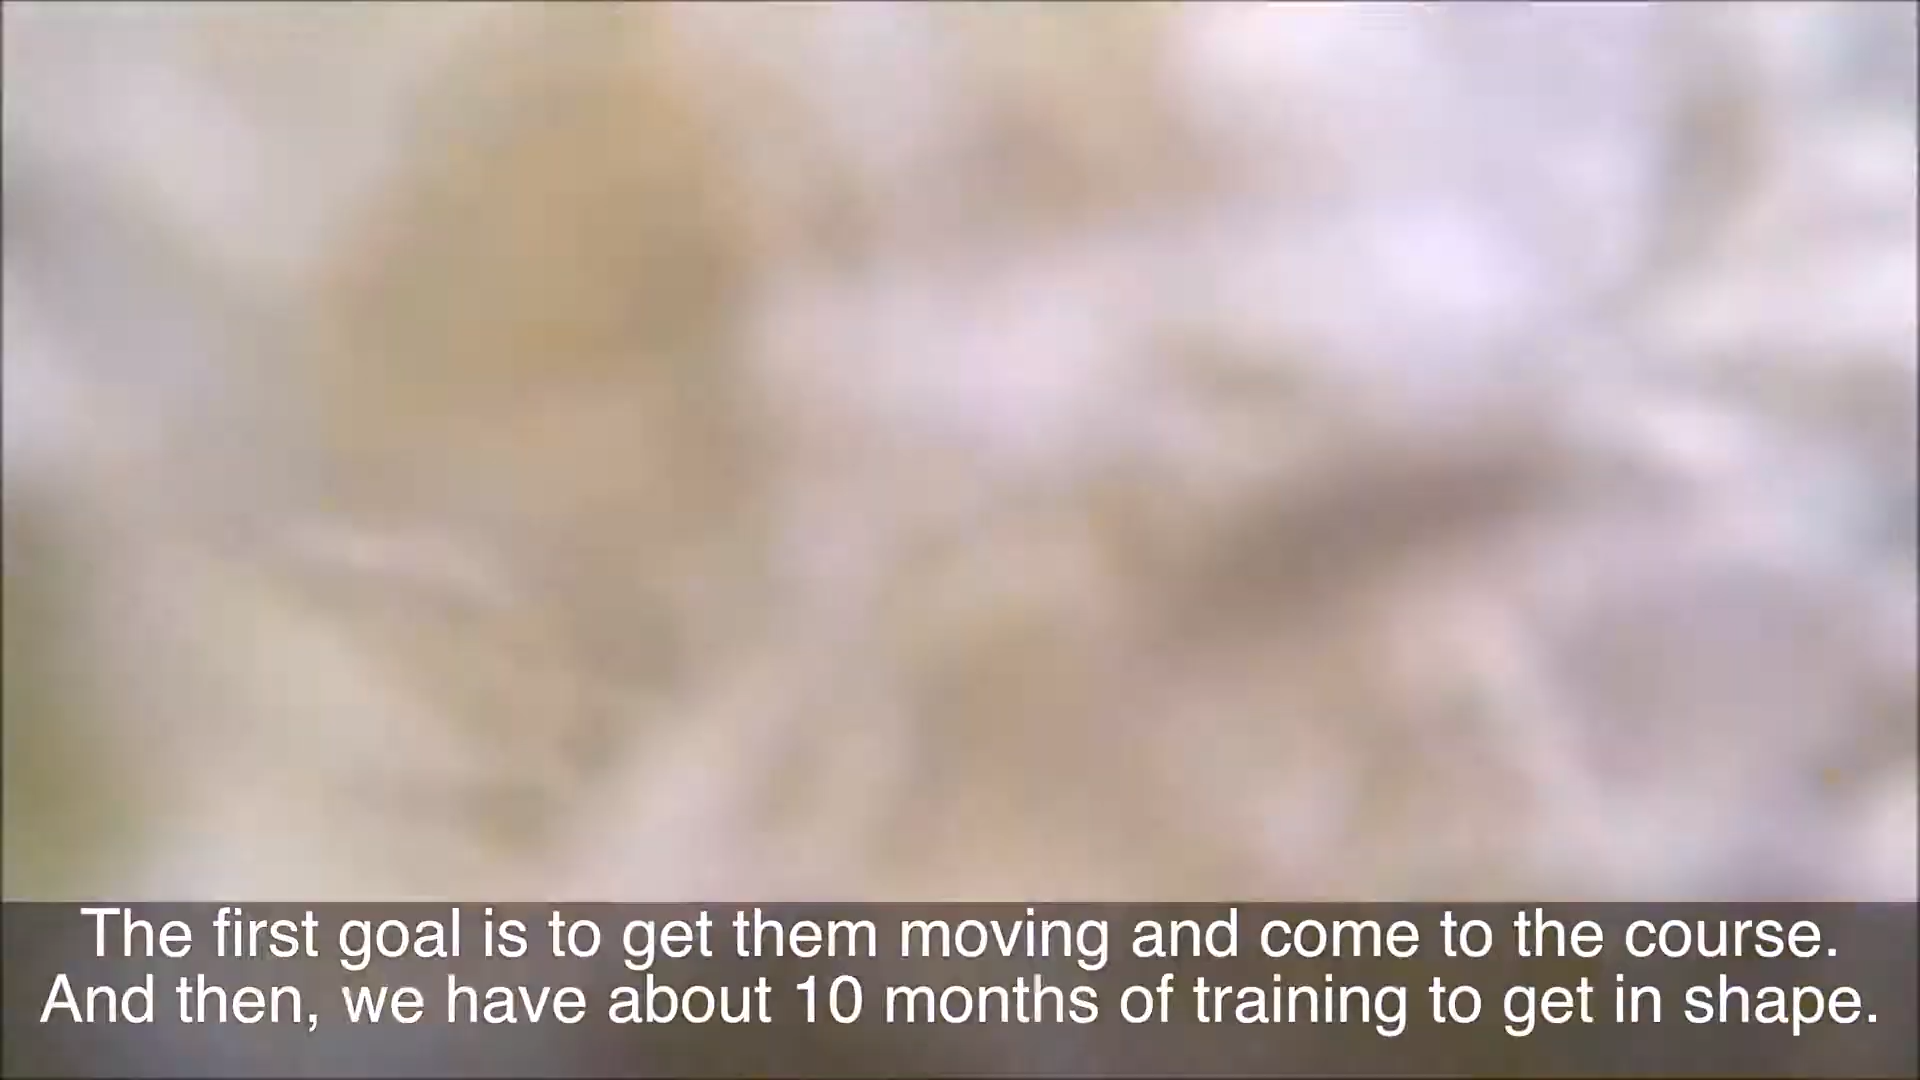 The first goal is to get them moving and come to the course.
And then, we have about 10 months of training to get in shape.